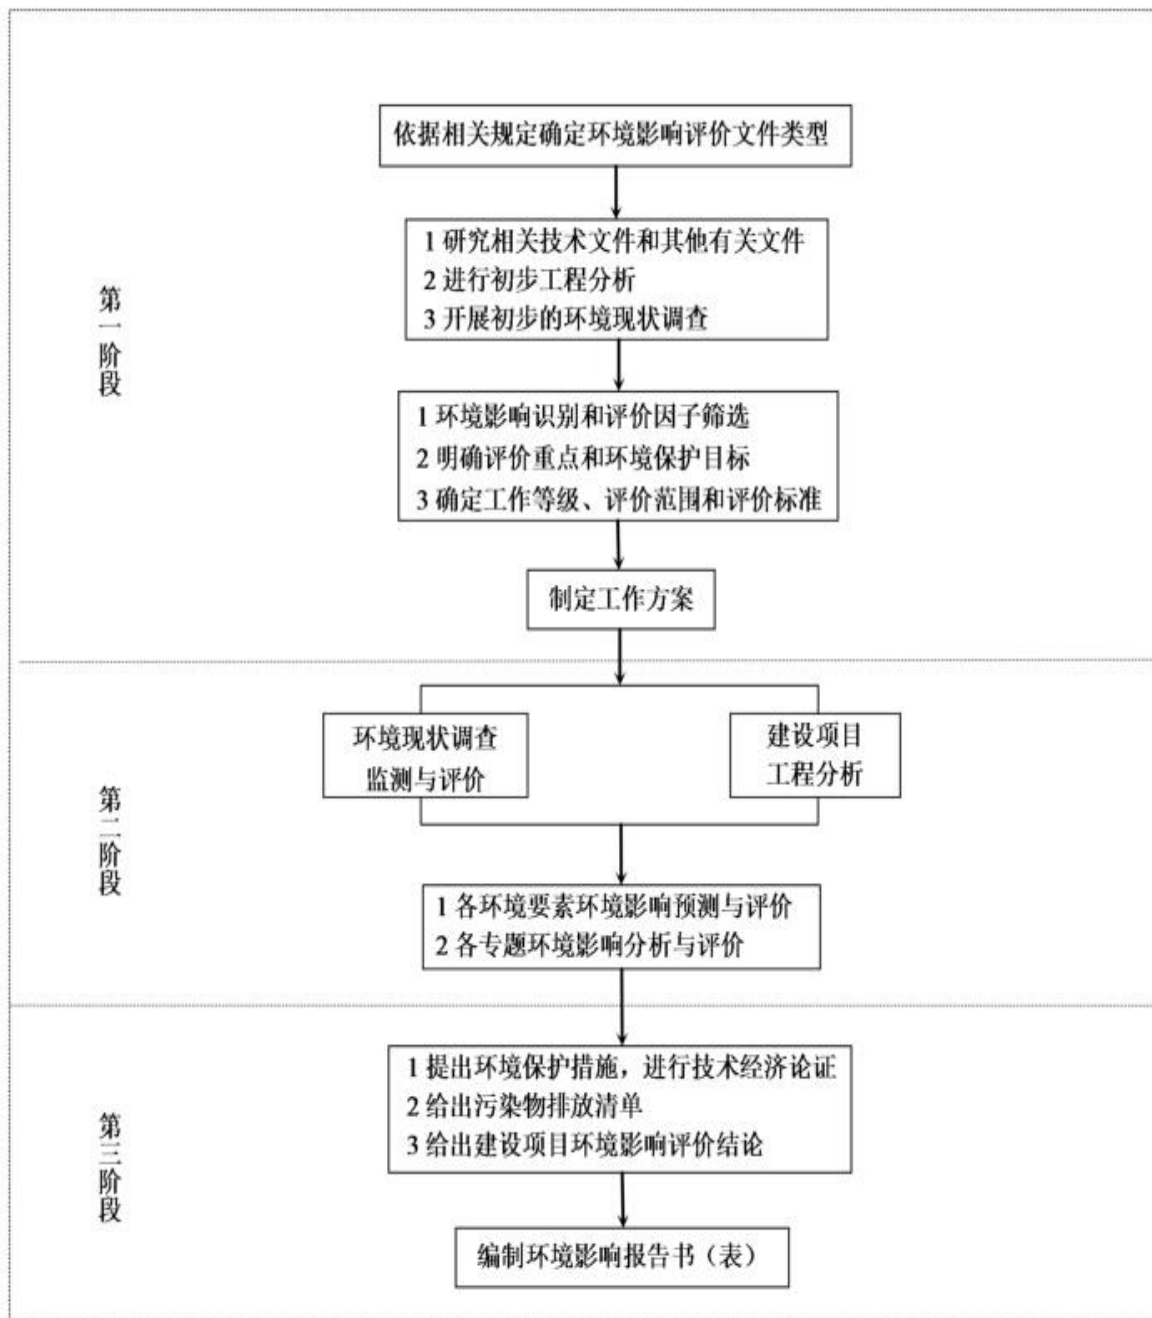 依据相关规定确定环境影响评价文件类型
1 研究相关技术文件和其他有关文件
2 进行初步工程分析
3 开展初步的环境现状调查
第一阶段
1 环境影响识别和评价因子筛选
2 明确评价重点和环境保护目标
3 确定工作等级、评价范围和评价标准
制定工作方案
环境现状调查
监测与评价
建设项目
工程分析
第二阶段
1 各环境要素环境影响预测与评价
2 各专题环境影响分析与评价
1 提出环境保护措施，进行技术经济论证
2 给出污染物排放清单
3 给出建设项目环境影响评价结论
第三阶段
编制环境影响报告书（表）